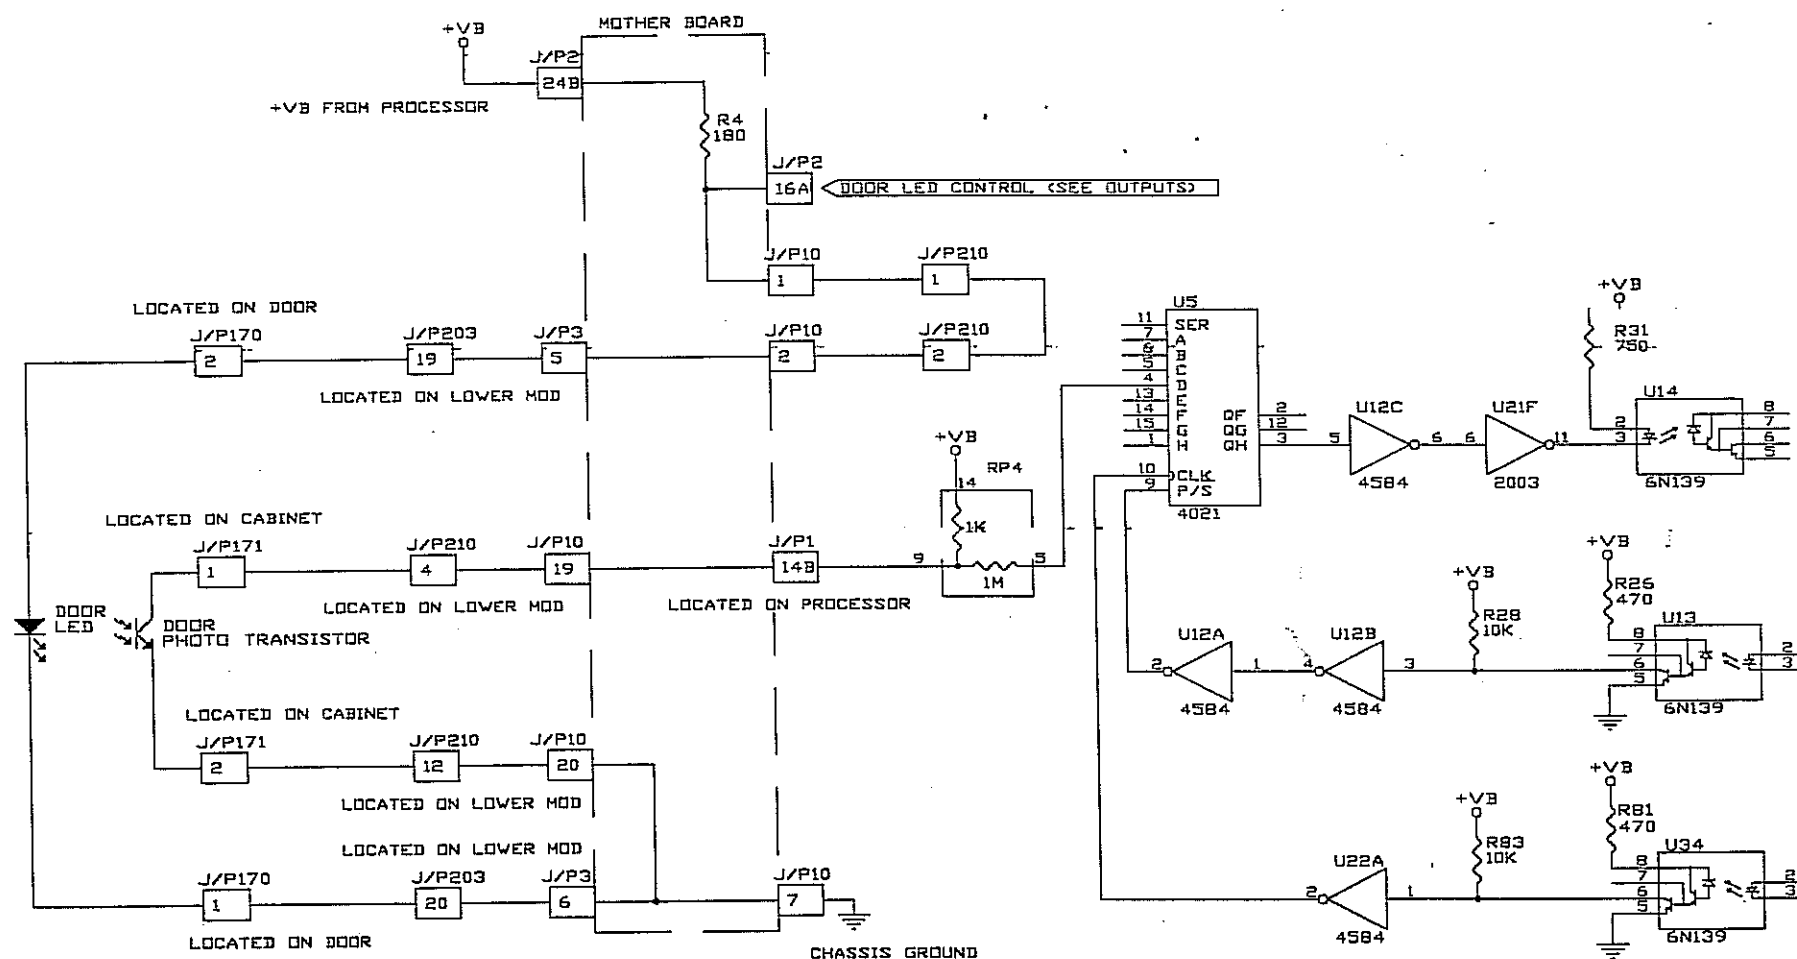 MOTHER BOARD
+VB
J/P2
24B
+VB FROM PROCESSOR
R4
180
J/P2
16A
DOOR LED CONTROL (SEE OUTPUTS)
J/P10
1
J/P210
1
LOCATED ON DOOR
J/P170
2
J/P203
19
J/P3
5
J/P10
2
J/P210
2
LOCATED ON LOWER MOD
U5
11 SER
7 A
6 B
5 C
4 D
13 E
14 F
15 G
1 H
QF 2
QG 12
QH 3
10 CLK
9 P/S
4021
U12C
5
6
4584
U21F
6
11
2003
+VB
R31
750
U14
2
3
8
7
6
5
6N139
LOCATED ON CABINET
J/P171
1
J/P210
4
J/P10
19
J/P1
14B
LOCATED ON LOWER MOD
LOCATED ON PROCESSOR
+VB
RP4
14
1K
9
5
1M
DOOR
LED
DOOR
PHOTO TRANSISTOR
U12A
2
1
4584
U12B
4
3
4584
+VB
R28
10K
+VB
R26
470
U13
8
7
6
5
2
3
6N139
LOCATED ON CABINET
J/P171
2
J/P210
12
J/P10
20
LOCATED ON LOWER MOD
LOCATED ON LOWER MOD
J/P170
1
J/P203
20
J/P3
6
J/P10
7
LOCATED ON DOOR
CHASSIS GROUND
U22A
2
1
4584
+VB
R83
10K
+VB
R81
470
U34
8
7
6
5
2
3
6N139